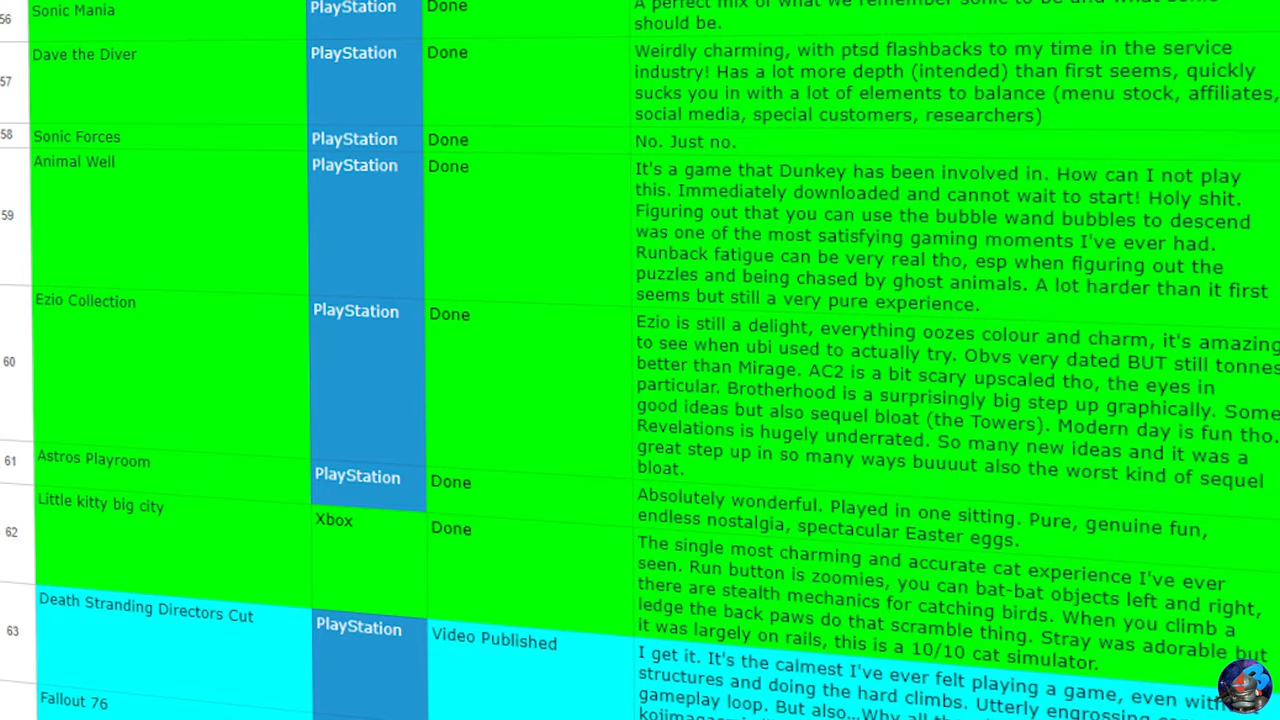 56
Sonic Mania
PlayStation
Done
A perfect mix of what we remember sonic to be and what
should be.
57
Dave the Diver
PlayStation
Done
Weirdly charming, with ptsd flashbacks to my time in the service
industry! Has a lot more depth (intended) than first seems, quickly
sucks you in with a lot of elements to balance (menu stock, affiliates,
social media, special customers, researchers)
58
Sonic Forces
PlayStation
Done
No. Just no.
59
Animal Well
PlayStation
Done
It's a game that Dunkey has been involved in. How can I not play
this. Immediately downloaded and cannot wait to start! Holy shit.
Figuring out that you can use the bubble wand bubbles to descend
was one of the most satisfying gaming moments I've ever had.
Runback fatigue can be very real tho, esp when figuring out the
puzzles and being chased by ghost animals. A lot harder than it first
seems but still a very pure experience.
60
Ezio Collection
PlayStation
Done
Ezio is still a delight, everything oozes colour and charm, it's amazing
to see when ubi used to actually try. Obvs very dated BUT still tonnes
better than Mirage. AC2 is a bit scary upscaled tho, the eyes in
particular. Brotherhood is a surprisingly big step up graphically. Some
good ideas but also sequel bloat (the Towers). Modern day is fun tho.
Revelations is hugely underrated. So many new ideas and it was a
great step up in so many ways buuuut also the worst kind of sequel
bloat.
61
Astros Playroom
PlayStation
Done
Absolutely wonderful. Played in one sitting. Pure, genuine fun,
endless nostalgia, spectacular Easter eggs.
62
Little kitty big city
Xbox
Done
The single most charming and accurate cat experience I've ever
seen. Run button is zoomies, you can bat-bat objects left and right,
there are stealth mechanics for catching birds. When you climb a
ledge the back paws do that scramble thing. Stray was adorable but
it was largely on rails, this is a 10/10 cat simulator.
63
Death Stranding Directors Cut
PlayStation
Video Published
I get it. It's the calmest I've ever felt playing a game, even
structures and doing the hard climbs. Utterly engrossing
gameplay loop. But also...Why all
Fallout 76